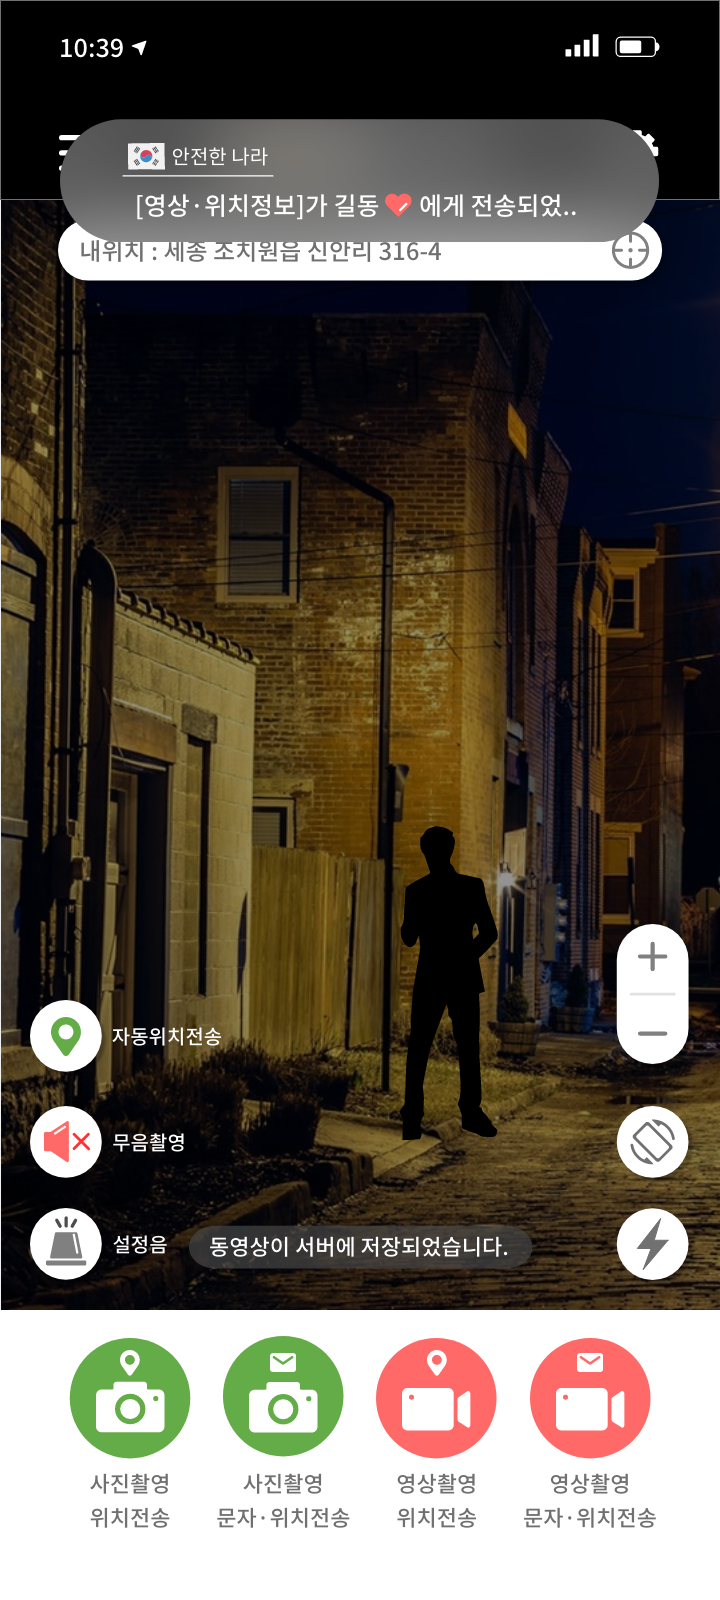 10:39
안전한 나라
[영상·위치정보]가 길동 에게 전송되었..
내위치 : 세종 조치원읍 신안리 316-4
자동위치전송
무음촬영
설정음
동영상이 서버에 저장되었습니다.
사진촬영
위치전송
사진촬영
문자·위치전송
영상촬영
위치전송
영상촬영
문자·위치전송